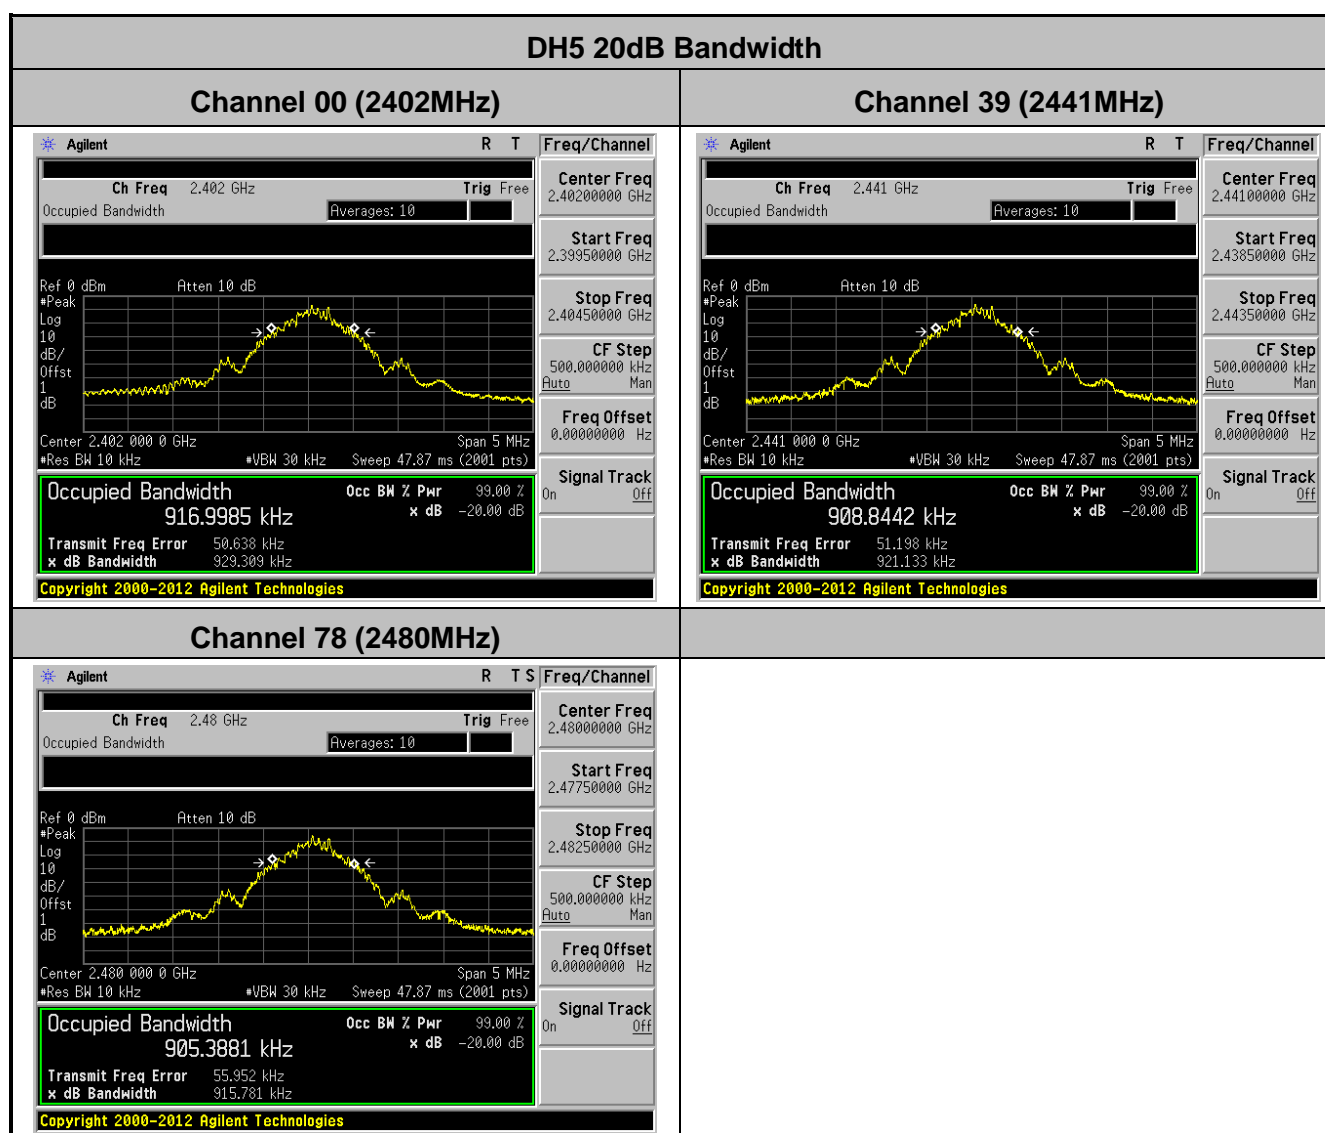 DH5 20dB Bandwidth
Channel 00 (2402MHz)
Channel 39 (2441MHz)
Agilent R T
Freq/Channel
Ch Freq 2.402 GHz Trig Free
Occupied Bandwidth Averages: 10
Ref 0 dBm Atten 10 dB
#Peak
Log
10
dB/
Offst
1
dB
Center 2.402 000 0 GHz Span 5 MHz
#Res BW 10 kHz #VBW 30 kHz Sweep 47.87 ms (2001 pts)
Occupied Bandwidth Occ BW % Pwr 99.00 %
916.9985 kHz x dB -20.00 dB
Transmit Freq Error 50.638 kHz
x dB Bandwidth 929.309 kHz
Copyright 2000-2012 Agilent Technologies
Center Freq
2.40200000 GHz
Start Freq
2.39950000 GHz
Stop Freq
2.40450000 GHz
CF Step
500.000000 kHz
Auto Man
Freq Offset
0.00000000 Hz
Signal Track
On Off
Agilent R T
Freq/Channel
Ch Freq 2.441 GHz Trig Free
Occupied Bandwidth Averages: 10
Ref 0 dBm Atten 10 dB
#Peak
Log
10
dB/
Offst
1
dB
Center 2.441 000 0 GHz Span 5 MHz
#Res BW 10 kHz #VBW 30 kHz Sweep 47.87 ms (2001 pts)
Occupied Bandwidth Occ BW % Pwr 99.00 %
908.8442 kHz x dB -20.00 dB
Transmit Freq Error 51.198 kHz
x dB Bandwidth 921.133 kHz
Copyright 2000-2012 Agilent Technologies
Center Freq
2.44100000 GHz
Start Freq
2.43850000 GHz
Stop Freq
2.44350000 GHz
CF Step
500.000000 kHz
Auto Man
Freq Offset
0.00000000 Hz
Signal Track
On Off
Channel 78 (2480MHz)
Agilent R T S
Freq/Channel
Ch Freq 2.48 GHz Trig Free
Occupied Bandwidth Averages: 10
Ref 0 dBm Atten 10 dB
#Peak
Log
10
dB/
Offst
1
dB
Center 2.480 000 0 GHz Span 5 MHz
#Res BW 10 kHz #VBW 30 kHz Sweep 47.87 ms (2001 pts)
Occupied Bandwidth Occ BW % Pwr 99.00 %
905.3881 kHz x dB -20.00 dB
Transmit Freq Error 55.952 kHz
x dB Bandwidth 915.781 kHz
Copyright 2000-2012 Agilent Technologies
Center Freq
2.48000000 GHz
Start Freq
2.47750000 GHz
Stop Freq
2.48250000 GHz
CF Step
500.000000 kHz
Auto Man
Freq Offset
0.00000000 Hz
Signal Track
On Off